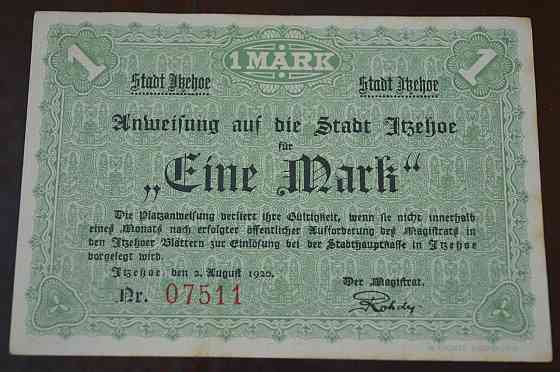 1 1 MARK 1
Stadt Itzehoe Stadt Itzehoe
Anweisung auf die Stadt Itzehoe
für
„Eine Mark“
Die Platzanweisung verliert ihre Gültigkeit, wenn sie nicht innerhalb
eines Monats nach erfolgter öffentlicher Aufforderung des Magistrats in
den Itzehoer Blättern zur Einlösung bei der Stadthauptkasse in Itzehoe
vorgelegt wird.
Itzehoe, den 2. August 1920.
Der Magistrat.
Nr. 07511
Rohde